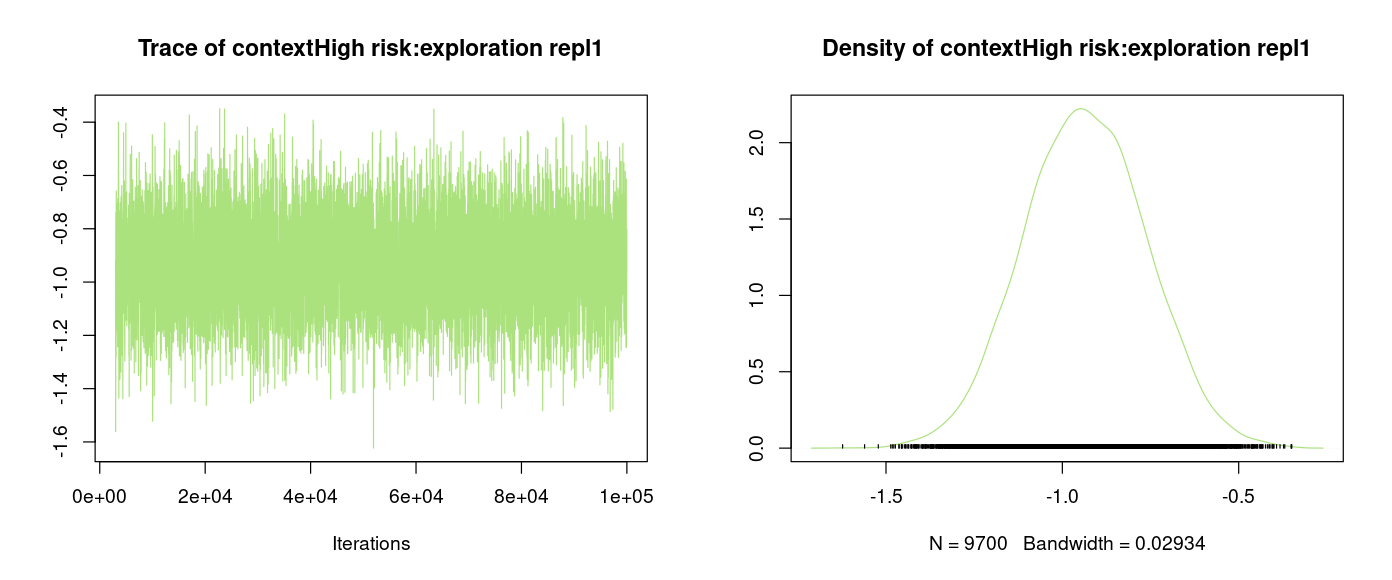 Trace of contextHigh risk:exploration repl1
-0.4
-0.6
-0.8
-1.0
-1.2
-1.4
-1.6
0e+00 2e+04 4e+04 6e+04 8e+04 1e+05
Iterations
Density of contextHigh risk:exploration repl1
2.0
1.5
1.0
0.5
0.0
-1.5 -1.0 -0.5
N = 9700 Bandwidth = 0.02934